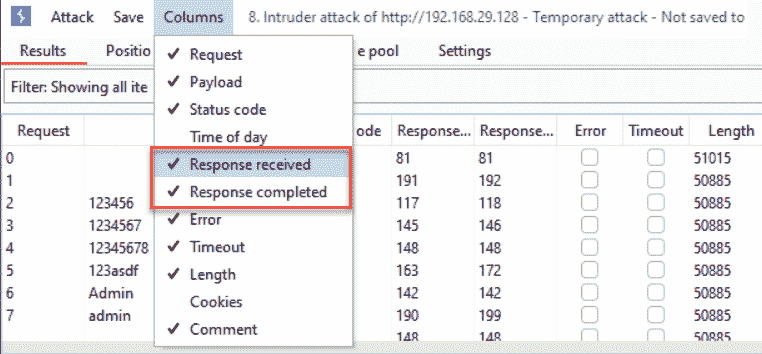 Attack Save Columns 8. Intruder attack of http://192.168.29.128 - Temporary attack - Not saved to
Results Positio e pool Settings
Filter: Showing all ite
Request
Payload
Status code
Time of day
Response received
Response completed
Error
Timeout
Length
Cookies
Comment
Request ode Response... Response... Error Timeout Length
0 81 81 51015
1 191 192 50885
2 123456 117 118 50885
3 1234567 145 146 50885
4 12345678 148 148 50885
5 123asdf 163 172 50885
6 Admin 142 142 50885
7 admin 190 199 50885
148 148 50885